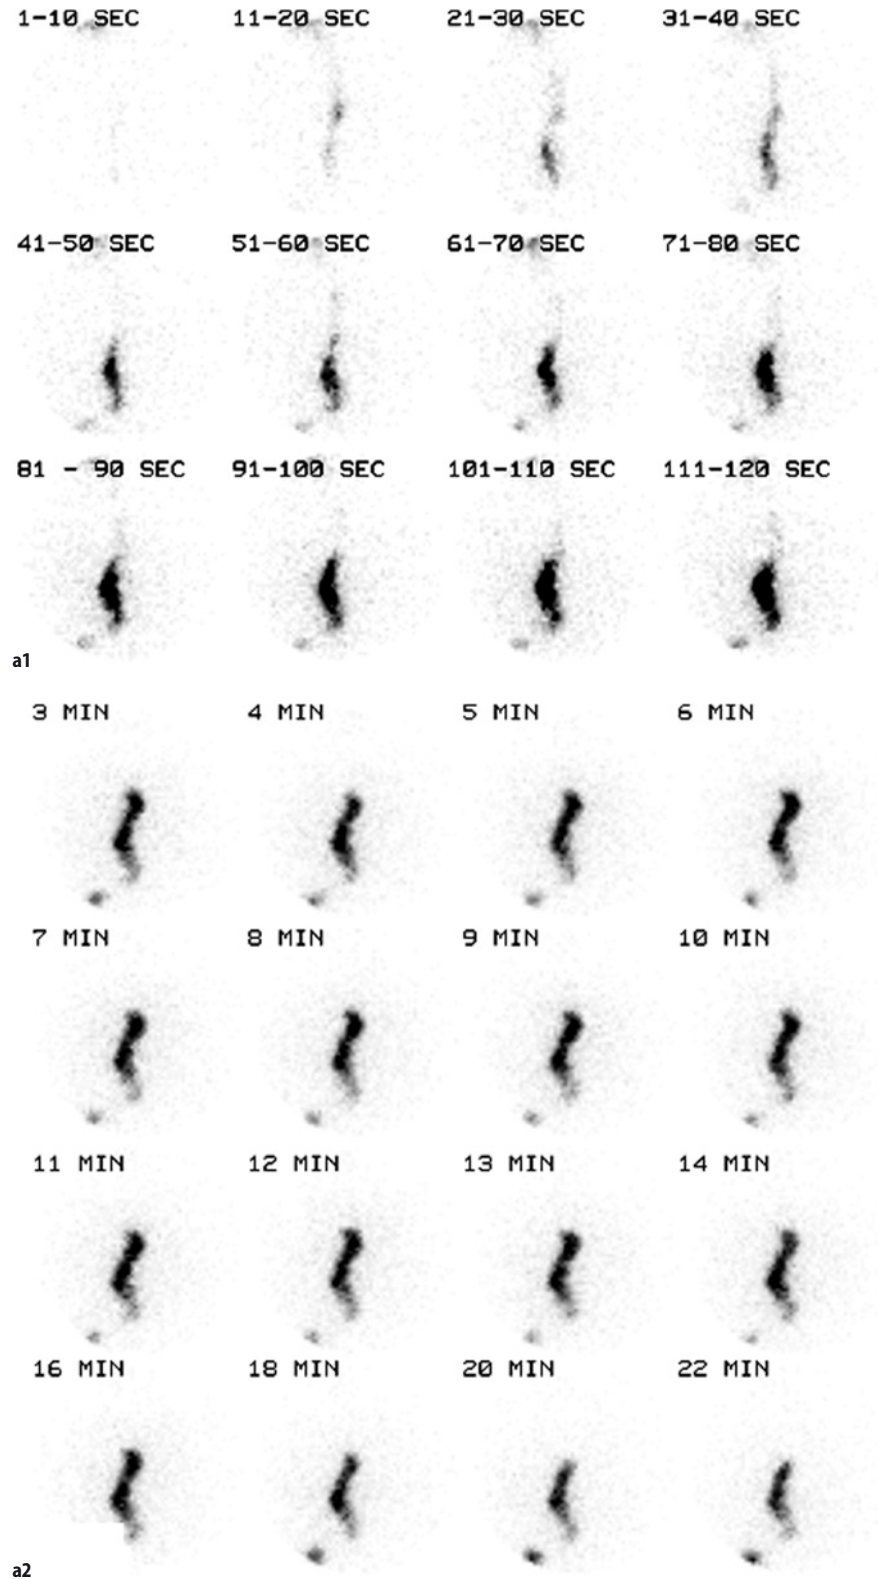 1-10 SEC 11-20 SEC 21-30 SEC 31-40 SEC
41-50 SEC 51-60 SEC 61-70 SEC 71-80 SEC
81 - 90 SEC 91-100 SEC 101-110 SEC 111-120 SEC
a1
3 MIN 4 MIN 5 MIN 6 MIN
7 MIN 8 MIN 9 MIN 10 MIN
11 MIN 12 MIN 13 MIN 14 MIN
16 MIN 18 MIN 20 MIN 22 MIN
a2